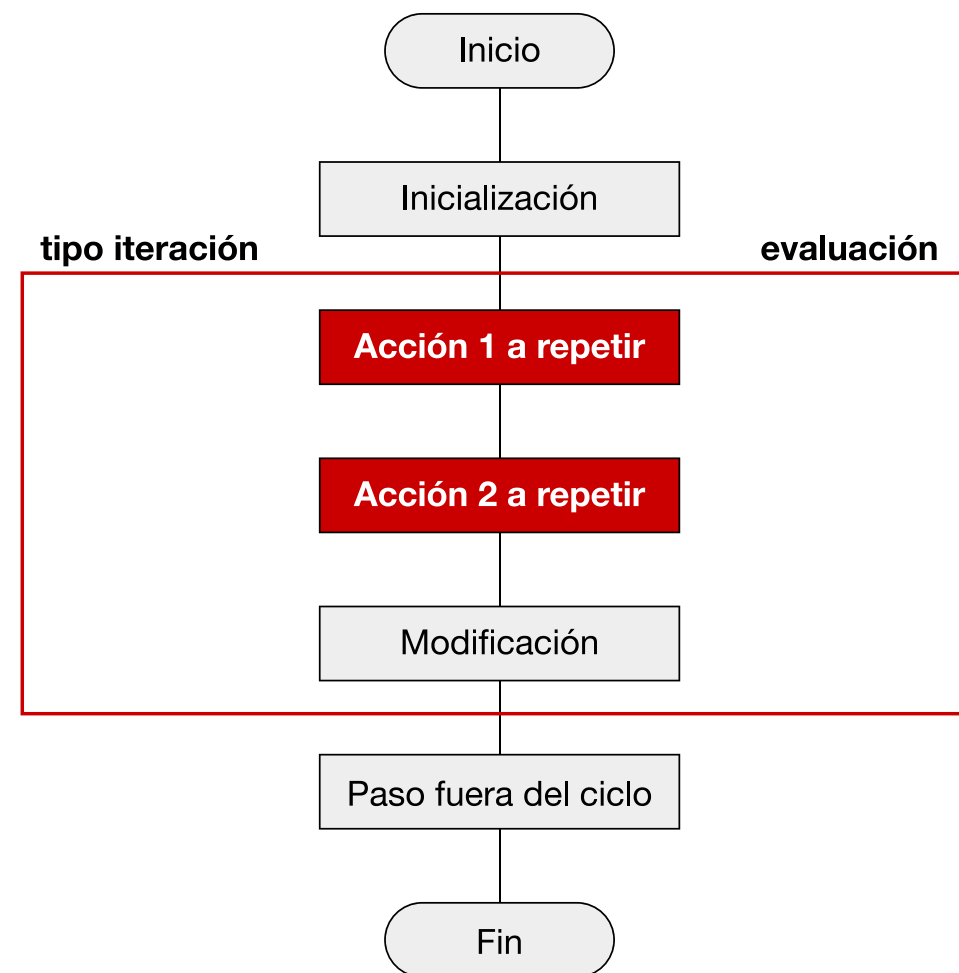 Inicio
Inicialización
tipo iteración
evaluación
Acción 1 a repetir
Acción 2 a repetir
Modificación
Paso fuera del ciclo
Fin